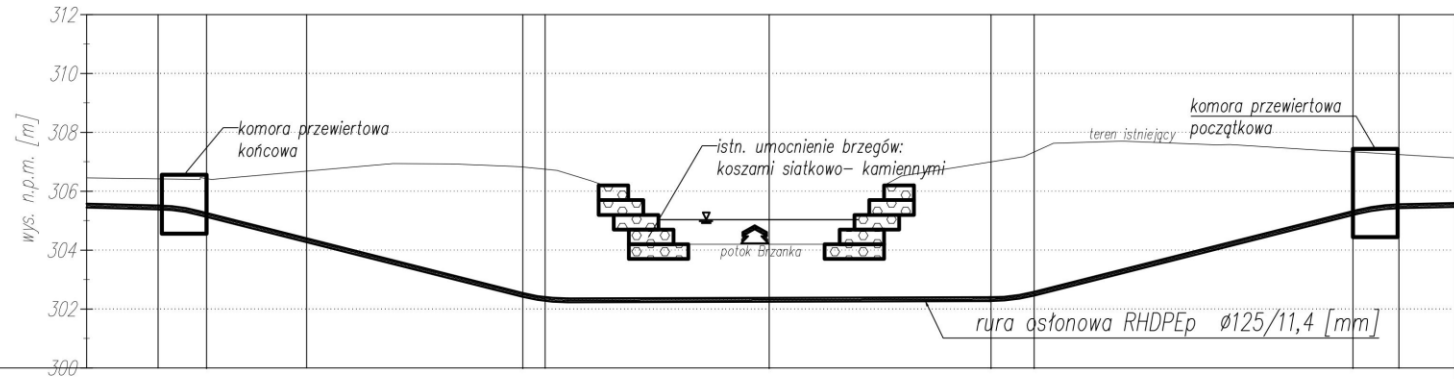 312
310
308
306
304
302
300
wys. n.p.m. [m]
komora przewiertowa
końcowa
istn. umocnienie brzegów:
koszami siatkowo- kamiennymi
potok Brzanka
teren istniejący
komora przewiertowa
początkowa
rura osłonowa RHDPEp ø125/11,4 [mm]